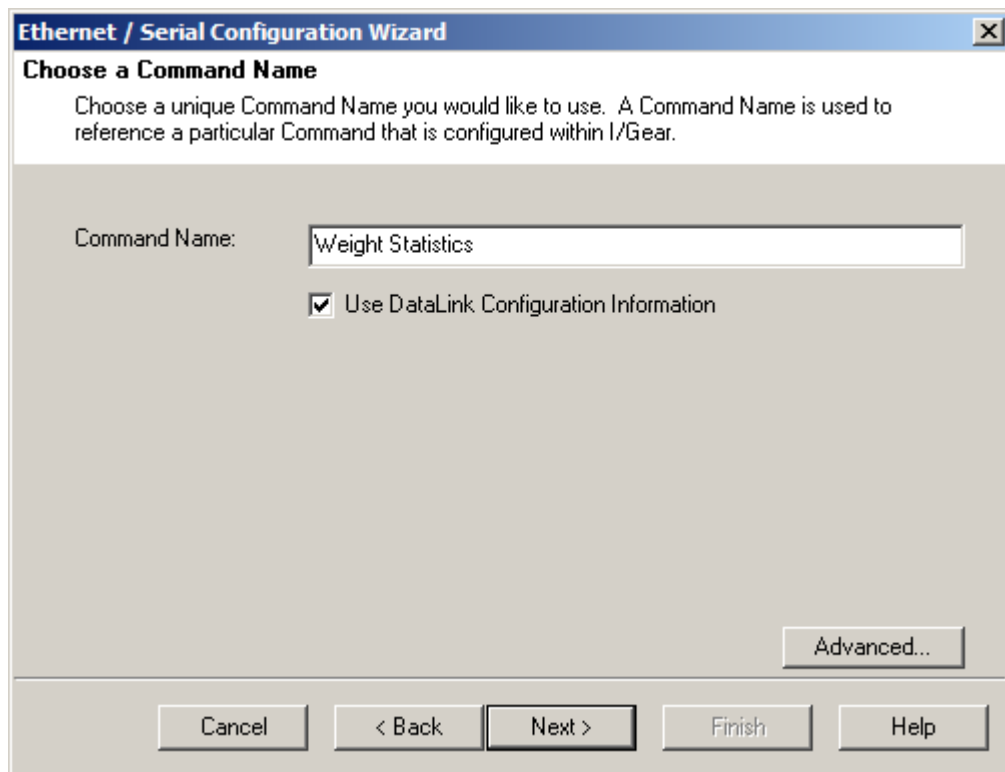 Ethernet / Serial Configuration Wizard
Choose a Command Name
Choose a unique Command Name you would like to use.  A Command Name is used to
reference a particular Command that is configured within I/Gear.
Command Name:
Weight Statistics
Use DataLink Configuration Information
Advanced...
Cancel
< Back
Next >
Finish
Help